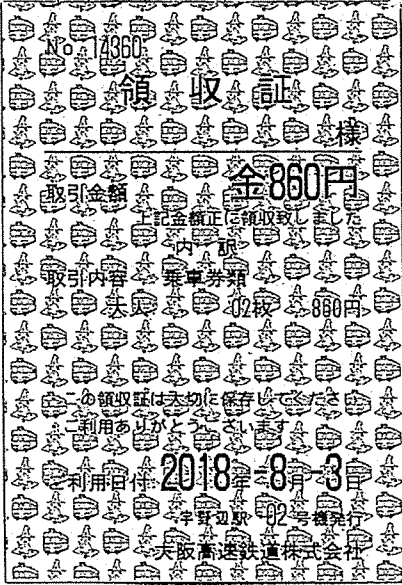 No.14360
領収証
様
取引金額 金860円
上記金額正に領収致しました
内 訳
取引内容 乗車券類
大人 02枚 860円
この領収証は大切に保存してください
ご利用ありがとうございます
ご利用日付 2018年-8月-3日
宇野辺駅 02号機発行
大阪高速鉄道株式会社